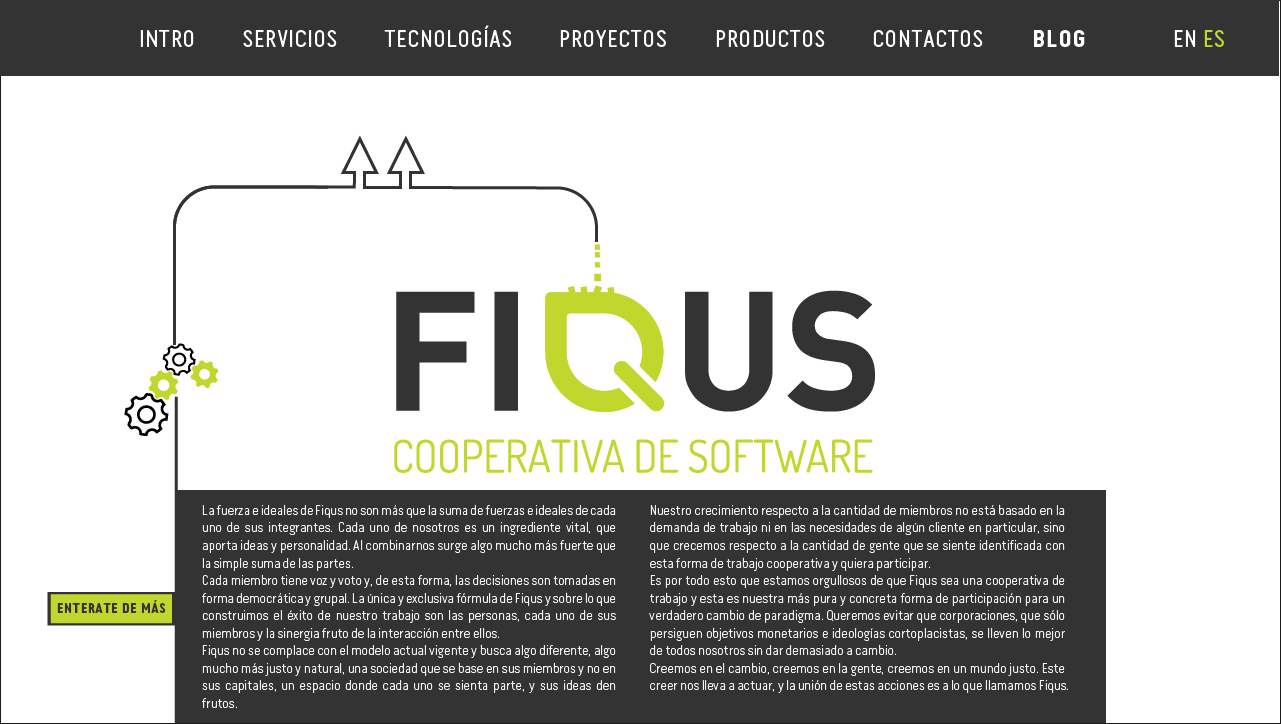 INTRO SERVICIOS TECNOLOGÍAS PROYECTOS PRODUCTOS CONTACTOS BLOG EN ES
FIQUS
COOPERATIVA DE SOFTWARE
La fuerza e ideales de Fiqus no son más que la suma de fuerzas e ideales de cada
uno de sus integrantes. Cada uno de nosotros es un ingrediente vital, que
aporta ideas y personalidad. Al combinarnos surge algo mucho más fuerte que
la simple suma de las partes.
Cada miembro tiene voz y voto y, de esta forma, las decisiones son tomadas en
forma democrática y grupal. La única y exclusiva fórmula de Fiqus y sobre lo que
construimos el éxito de nuestro trabajo son las personas, cada uno de sus
miembros y la sinergia fruto de la interacción entre ellos.
Fiqus no se complace con el modelo actual vigente y busca algo diferente, algo
mucho más justo y natural, una sociedad que se base en sus miembros y no en
sus capitales, un espacio donde cada uno se sienta parte, y sus ideas den
frutos.
Nuestro crecimiento respecto a la cantidad de miembros no está basado en la
demanda de trabajo ni en las necesidades de algún cliente en particular, sino
que crecemos respecto a la cantidad de gente que se siente identificada con
esta forma de trabajo cooperativa y quiera participar.
Es por todo esto que estamos orgullosos de que Fiqus sea una cooperativa de
trabajo y esta es nuestra más pura y concreta forma de participación para un
verdadero cambio de paradigma. Queremos evitar que corporaciones, que sólo
persiguen objetivos monetarios e ideologías cortoplacistas, se lleven lo mejor
de todos nosotros sin dar demasiado a cambio.
Creemos en el cambio, creemos en la gente, creemos en un mundo justo. Este
creer nos lleva a actuar, y la unión de estas acciones es a lo que llamamos Fiqus.
ENTERATE DE MÁS